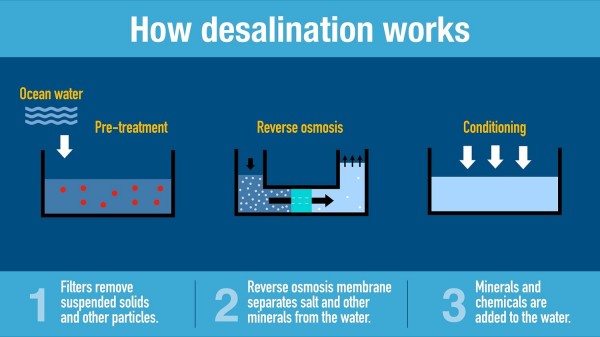 How desalination works
Ocean water
Pre-treatment
Reverse osmosis
Conditioning
1
Filters remove
suspended solids
and other particles.
2
Reverse osmosis membrane
separates salt and other
minerals from the water.
3
Minerals and
chemicals are
added to the water.